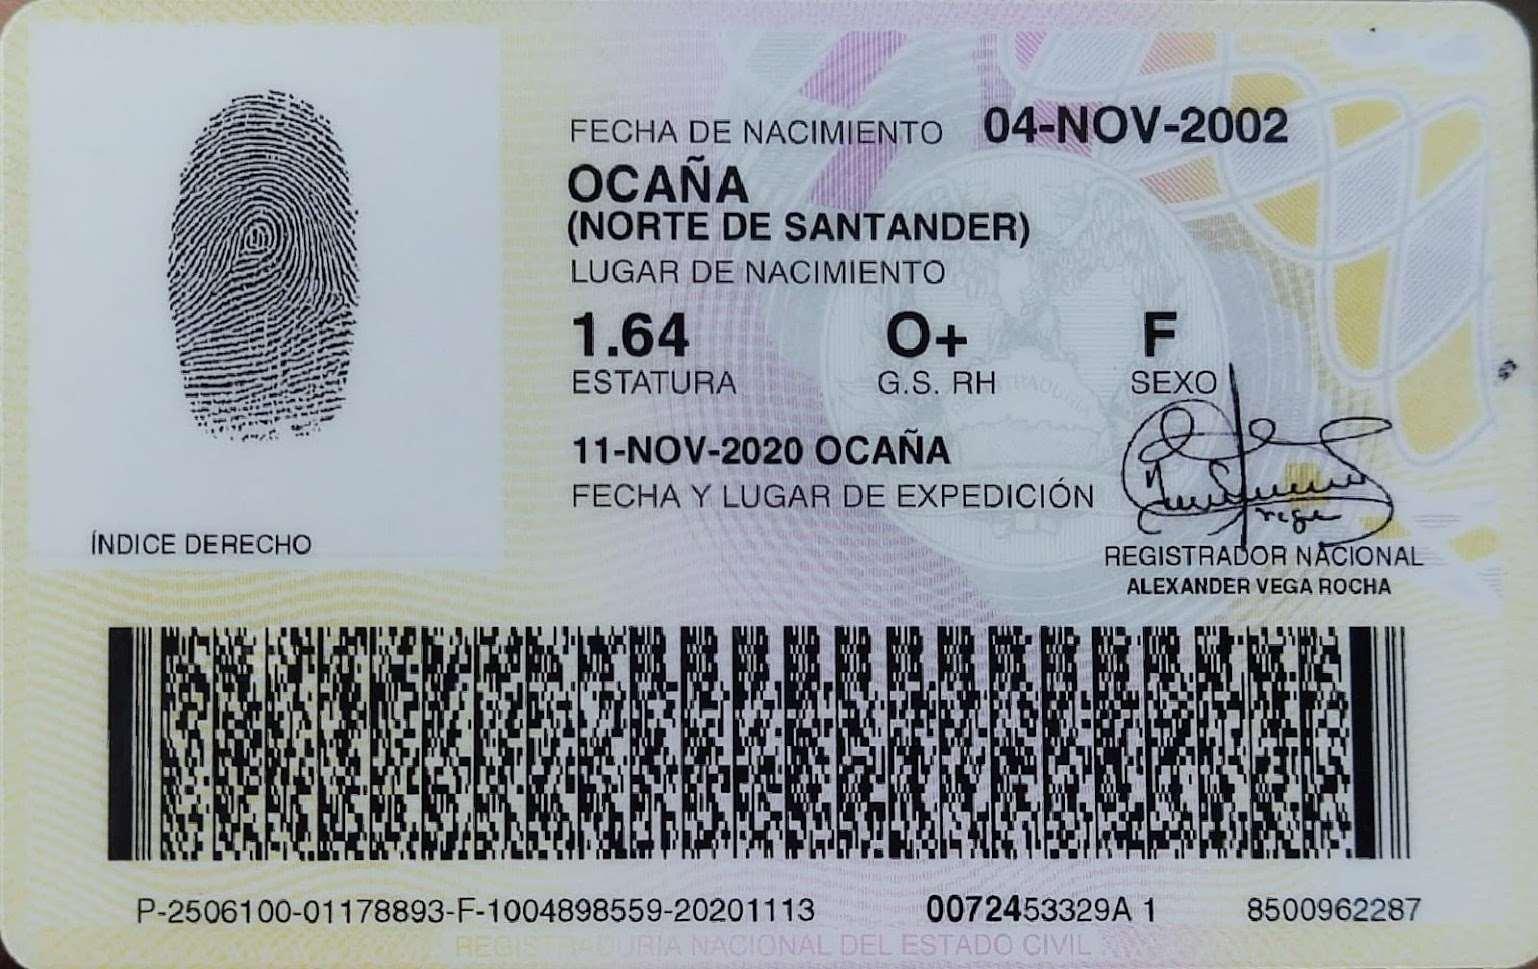 FECHA DE NACIMIENTO 04-NOV-2002
OCAÑA
(NORTE DE SANTANDER)
LUGAR DE NACIMIENTO
1.64 O+ F
ESTATURA G.S. RH SEXO
11-NOV-2020 OCAÑA
FECHA Y LUGAR DE EXPEDICIÓN
ÍNDICE DERECHO
REGISTRADOR NACIONAL
ALEXANDER VEGA ROCHA
P-2506100-01178893-F-1004898559-20201113 0072453329A 1 8500962287
REGISTRADURIA NACIONAL DEL ESTADO CIVIL